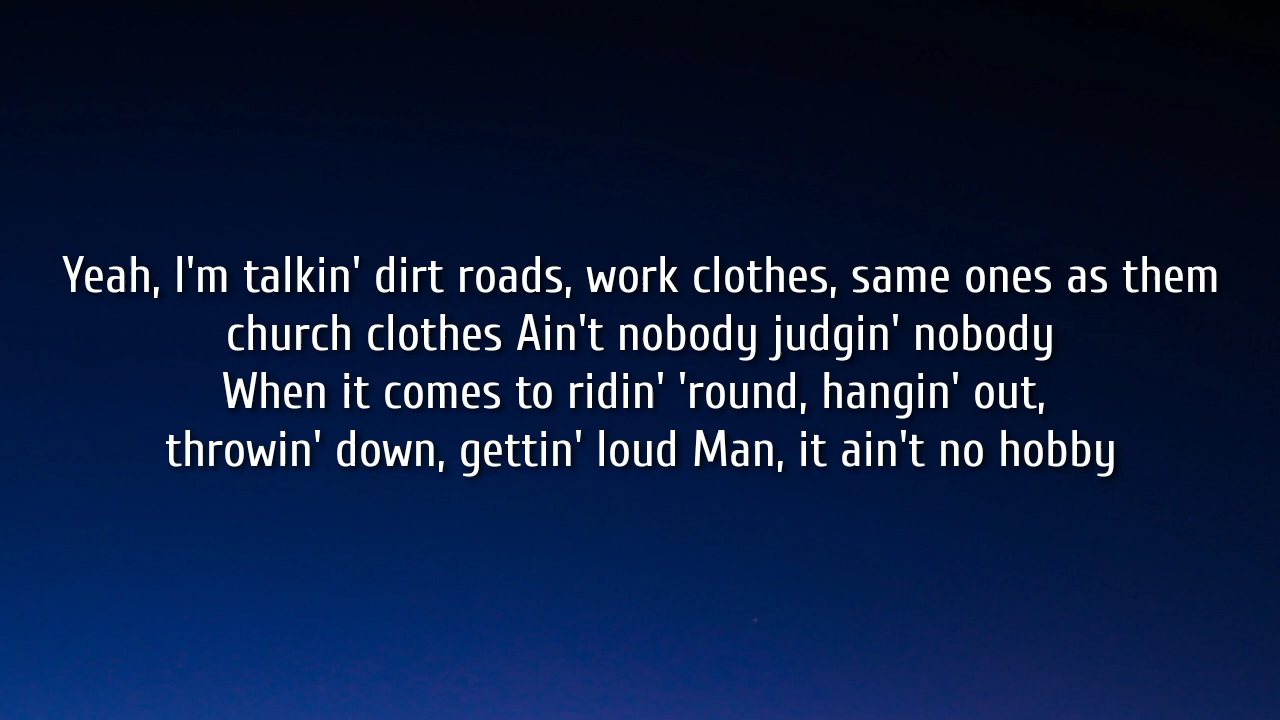 Yeah, I'm talkin' dirt roads, work clothes, same ones as them
church clothes Ain't nobody judgin' nobody
When it comes to ridin' 'round, hangin' out,
throwin' down, gettin' loud Man, it ain't no hobby